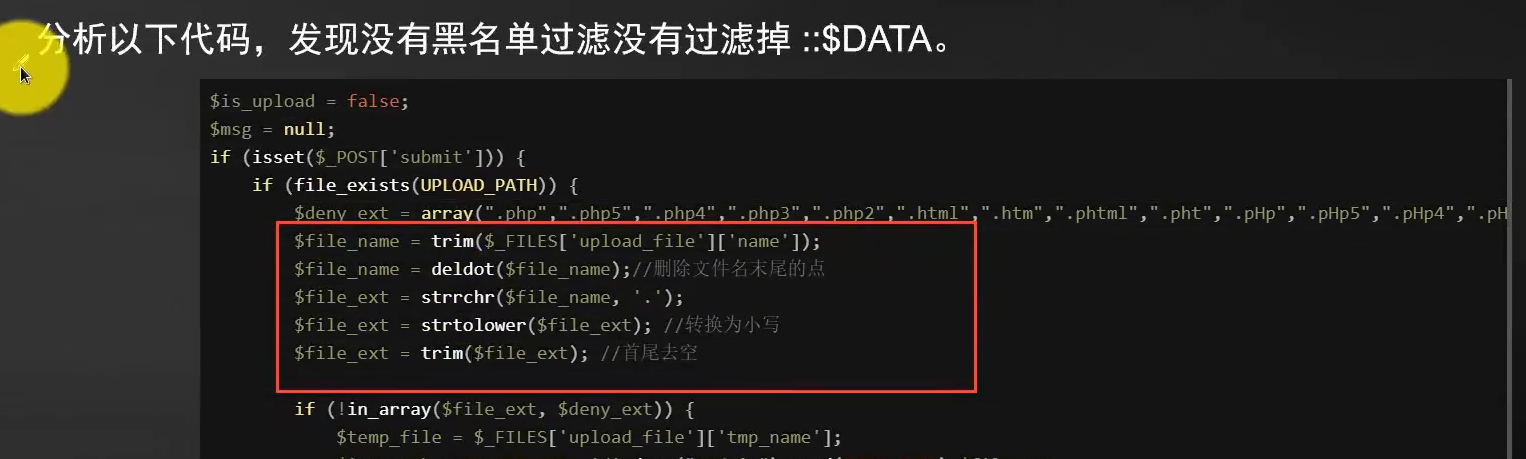 分析以下代码，发现没有黑名单过滤没有过滤掉 ::$DATA。
$is_upload = false;
$msg = null;
if (isset($_POST['submit'])) {
if (file_exists(UPLOAD_PATH)) {
$deny_ext = array(".php",".php5",".php4",".php3",".php2",".html",".htm",".phtml",".pht",".pHp",".pHp5",".pHp4",".pH
$file_name = trim($_FILES['upload_file']['name']);
$file_name = deldot($file_name);//删除文件名末尾的点
$file_ext = strrchr($file_name, '.');
$file_ext = strtolower($file_ext); //转换为小写
$file_ext = trim($file_ext); //首尾去空
if (!in_array($file_ext, $deny_ext)) {
$temp_file = $_FILES['upload_file']['tmp_name'];